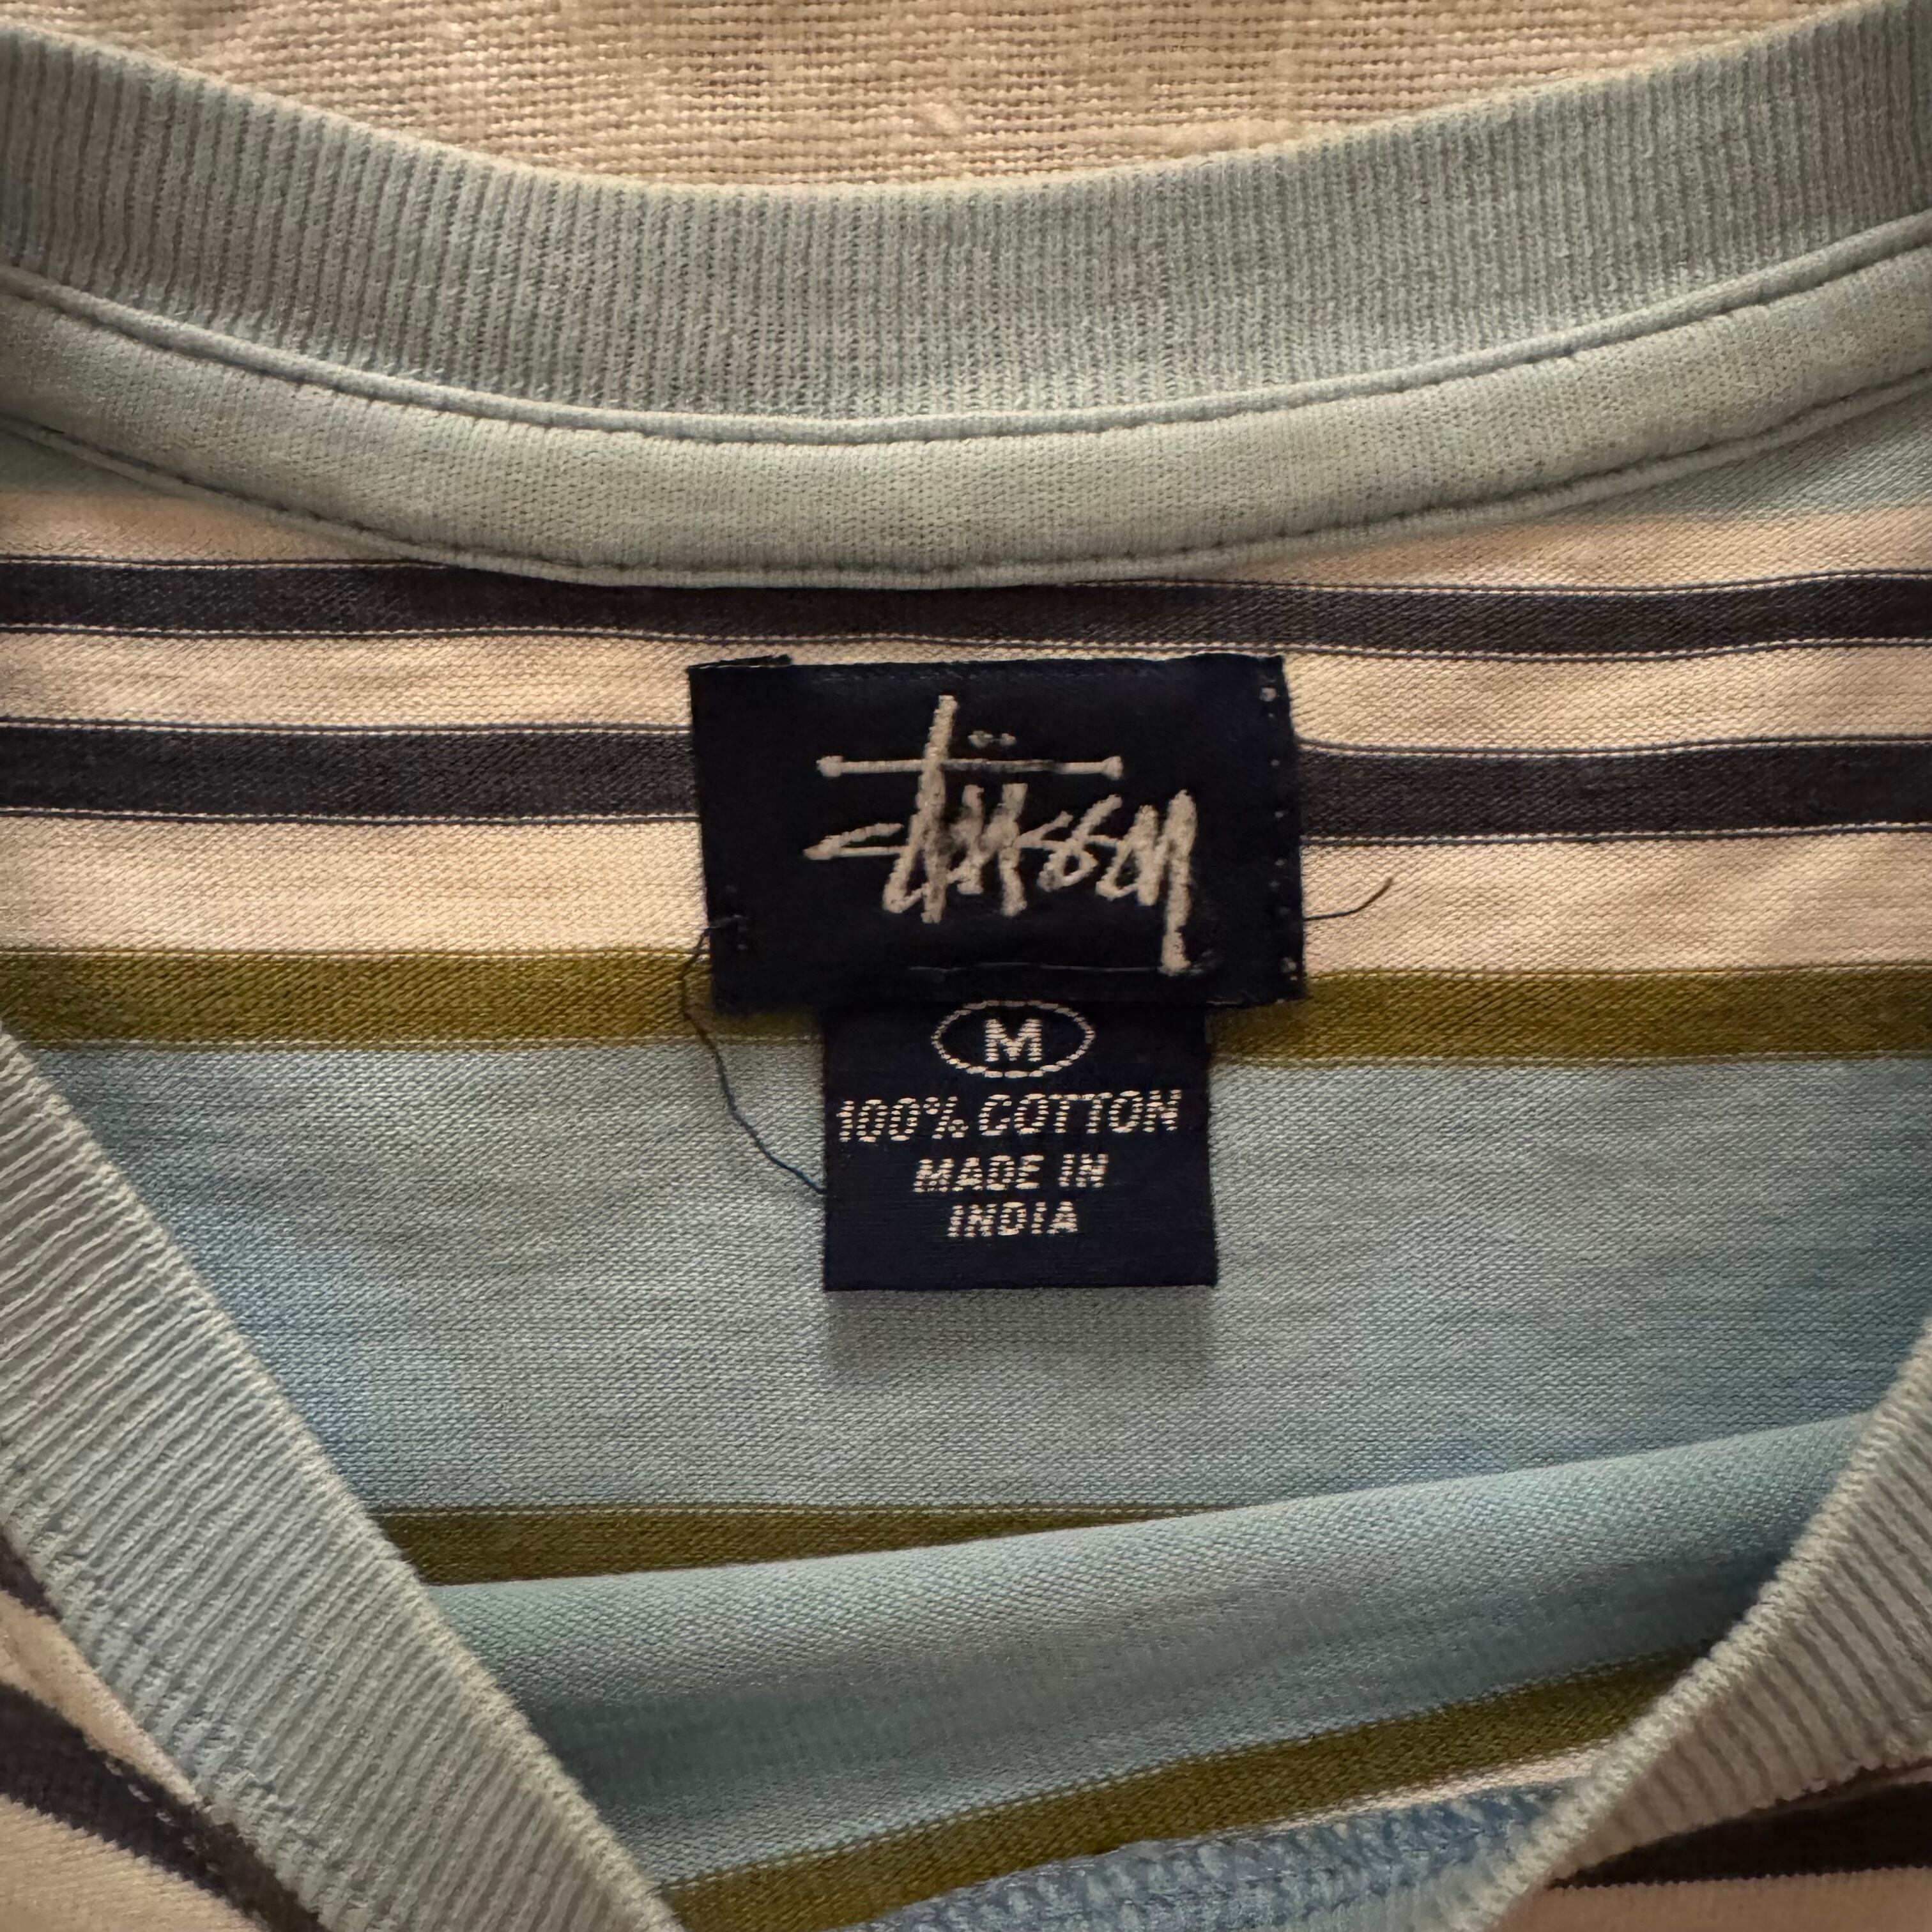 Stüssy
M
100% COTTON
MADE IN
INDIA